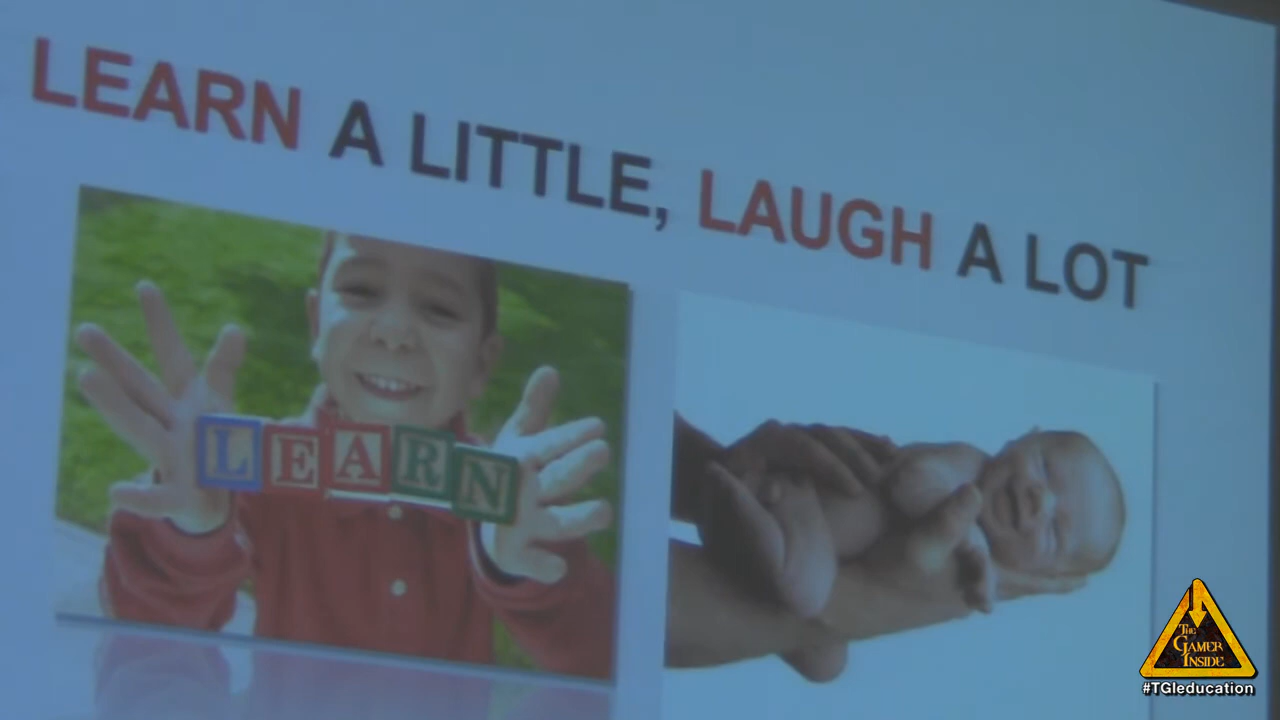 LEARN A LITTLE, LAUGH A LOT
LEARN
THE
GAMER
INSIDE
#TGIeducation